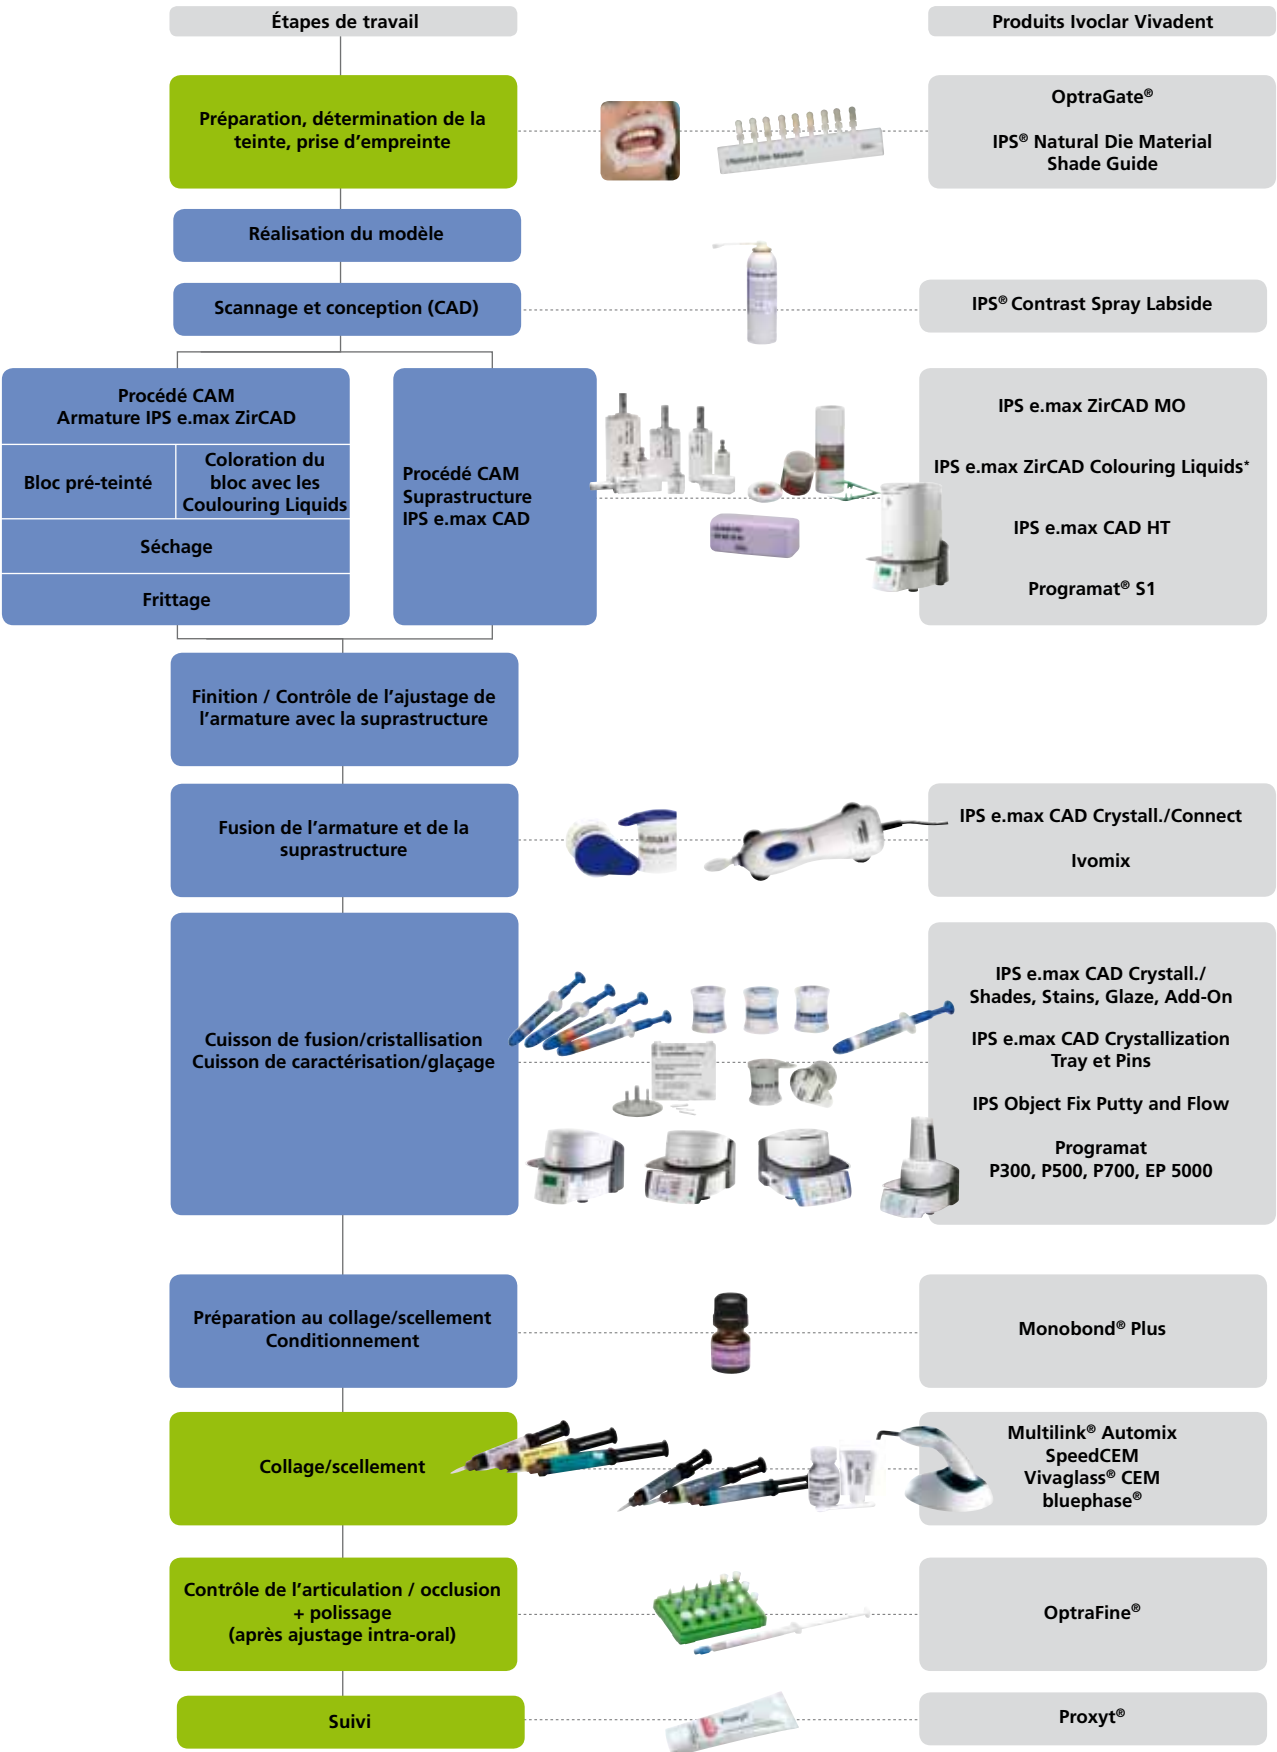 Étapes de travail
Produits Ivoclar Vivadent
Préparation, détermination de la
teinte, prise d'empreinte
Natural Die Material
OptraGate®
IPS® Natural Die Material
Shade Guide
Réalisation du modèle
Scannage et conception (CAD)
IPS® Contrast Spray Labside
Procédé CAM
Armature IPS e.max ZirCAD
Bloc pré-teinté
Coloration du
bloc avec les
Coulouring Liquids
Séchage
Frittage
Procédé CAM
Suprastructure
IPS e.max CAD
IPS e.max ZirCAD MO
IPS e.max ZirCAD Colouring Liquids*
IPS e.max CAD HT
Programat® S1
Finition / Contrôle de l'ajustage de
l'armature avec la suprastructure
Fusion de l'armature et de la
suprastructure
IPS e.max CAD Crystall./Connect
Ivomix
Cuisson de fusion/cristallisation
Cuisson de caractérisation/glaçage
IPS e.max CAD Crystall./
Shades, Stains, Glaze, Add-On
IPS e.max CAD Crystallization
Tray et Pins
IPS Object Fix Putty and Flow
Programat
P300, P500, P700, EP 5000
Préparation au collage/scellement
Conditionnement
Monobond® Plus
Collage/scellement
Multilink® Automix
SpeedCEM
Vivaglass® CEM
bluephase®
Contrôle de l'articulation / occlusion
+ polissage
(après ajustage intra-oral)
OptraFine®
Suivi
Proxyt
Proxyt®